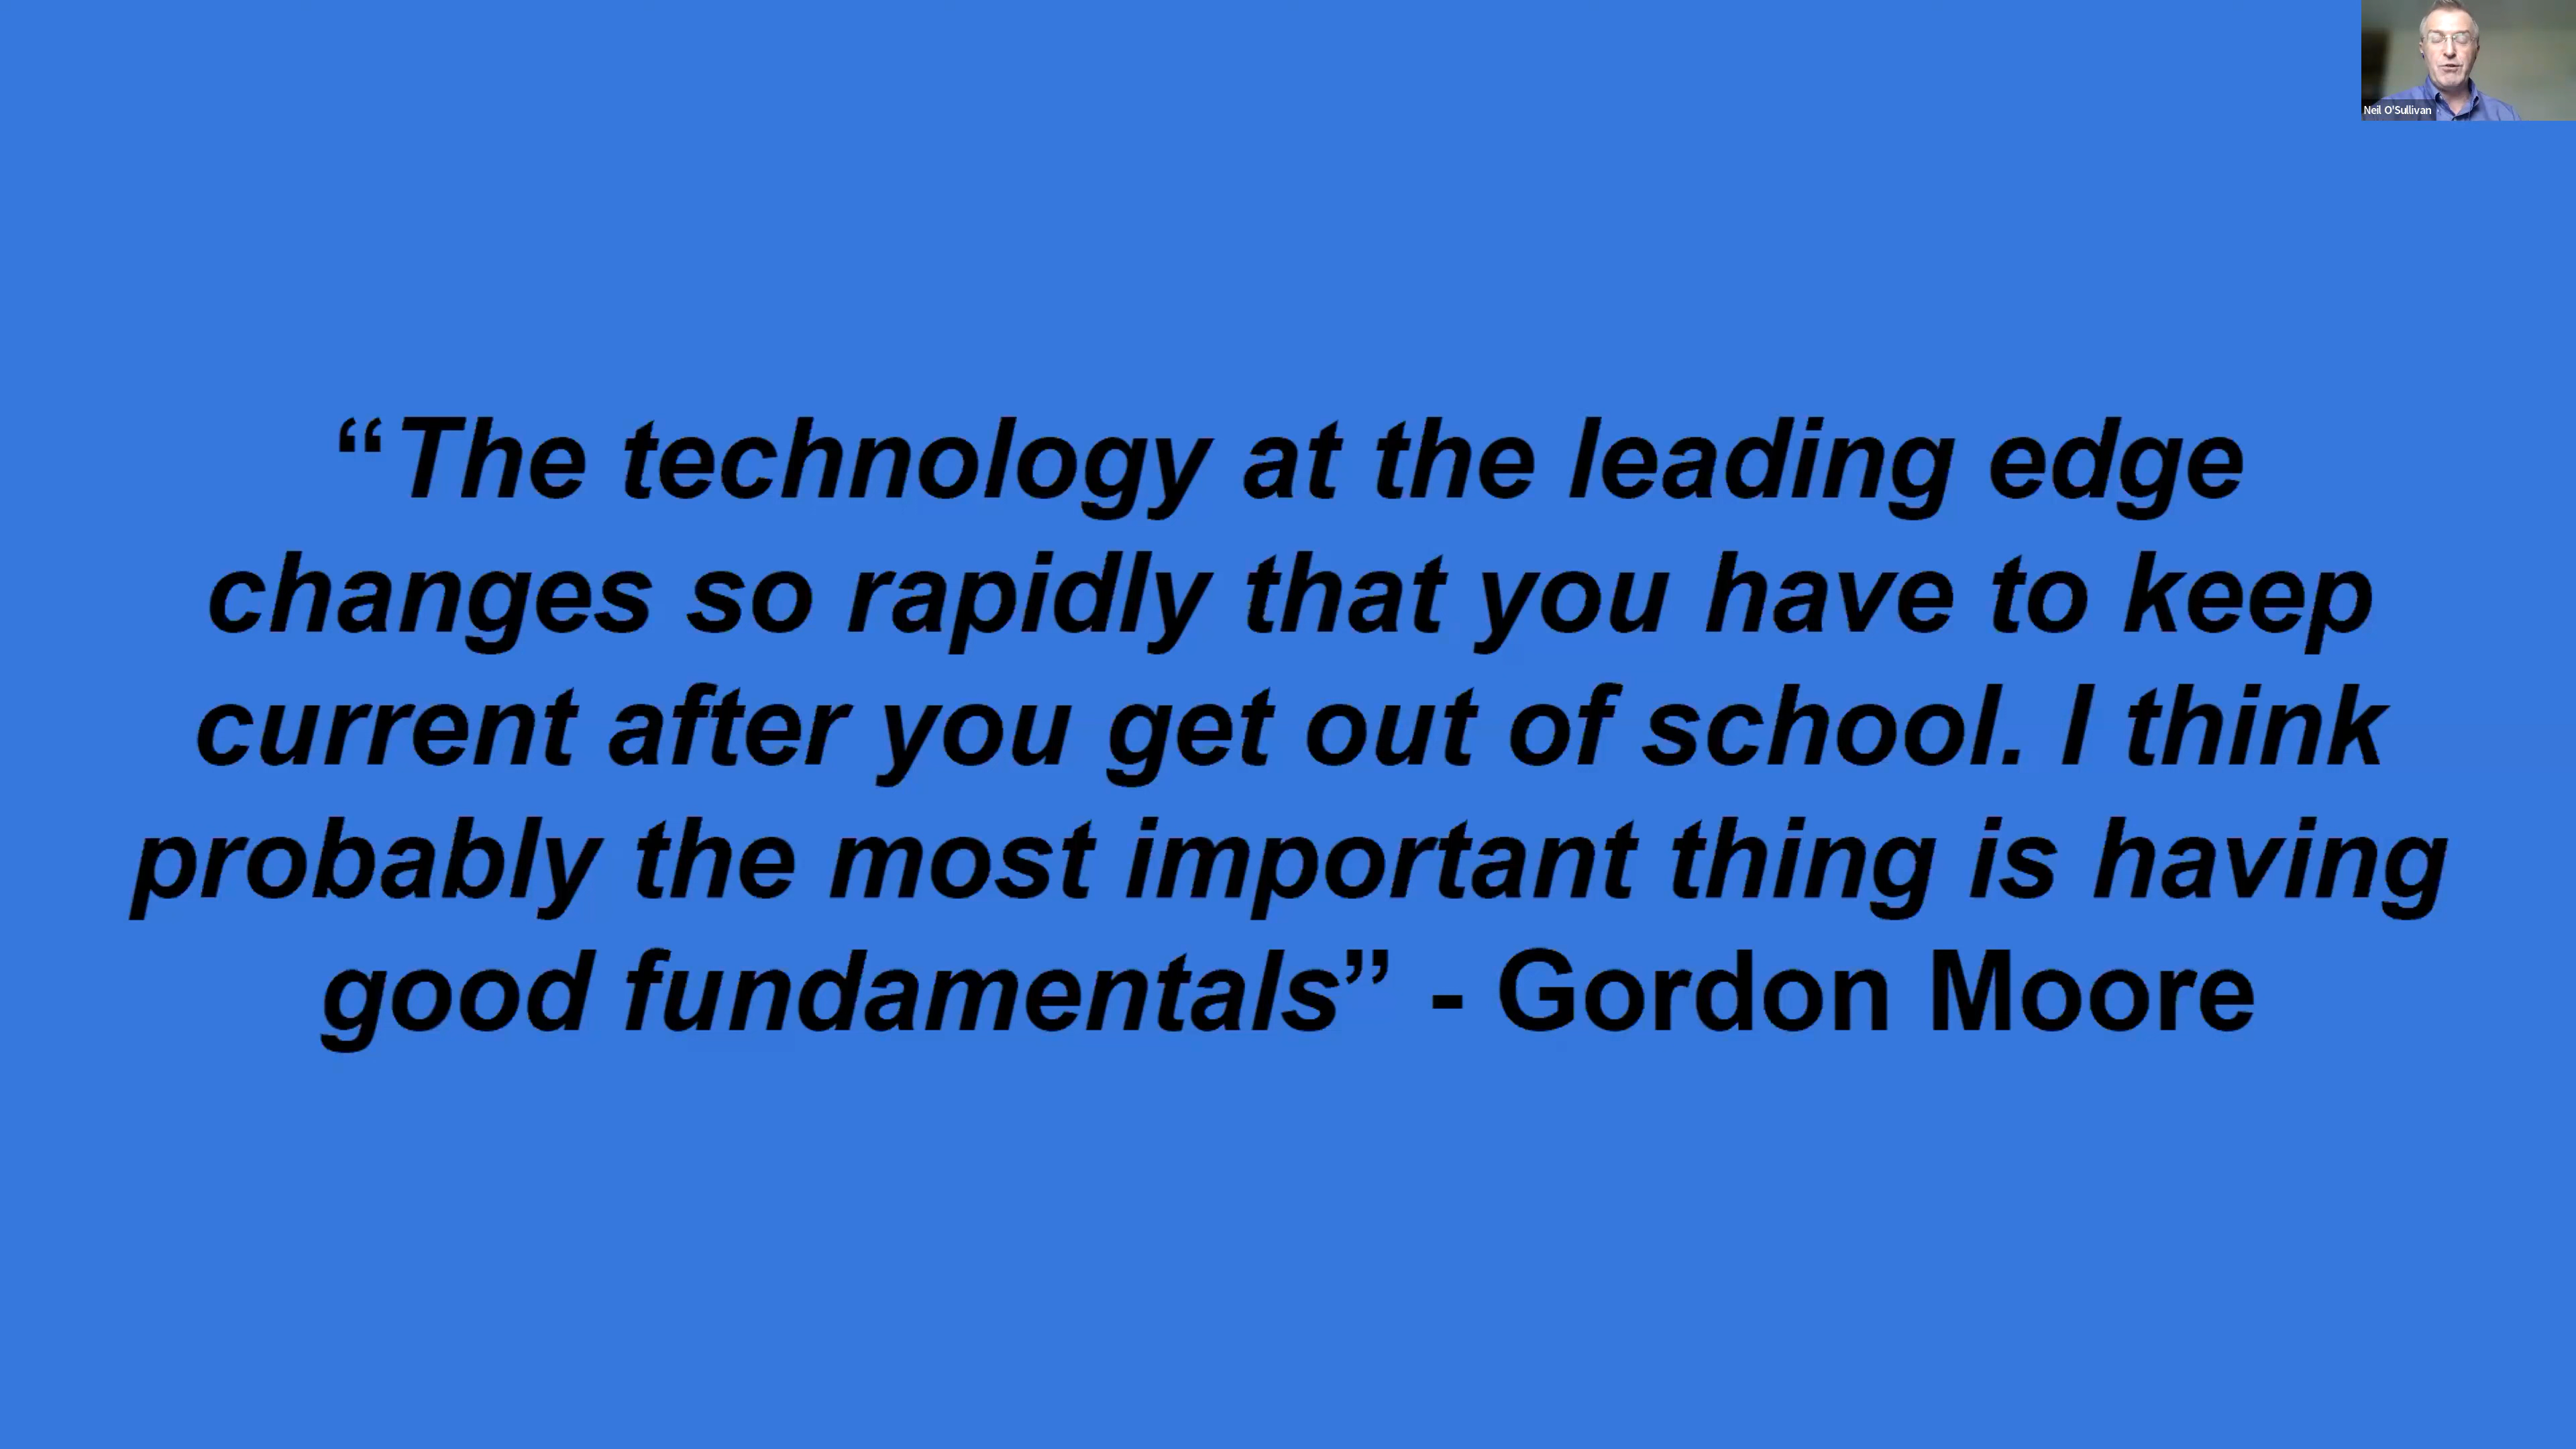 Neil O'Sullivan
“The technology at the leading edge
changes so rapidly that you have to keep
current after you get out of school. I think
probably the most important thing is having
good fundamentals” - Gordon Moore